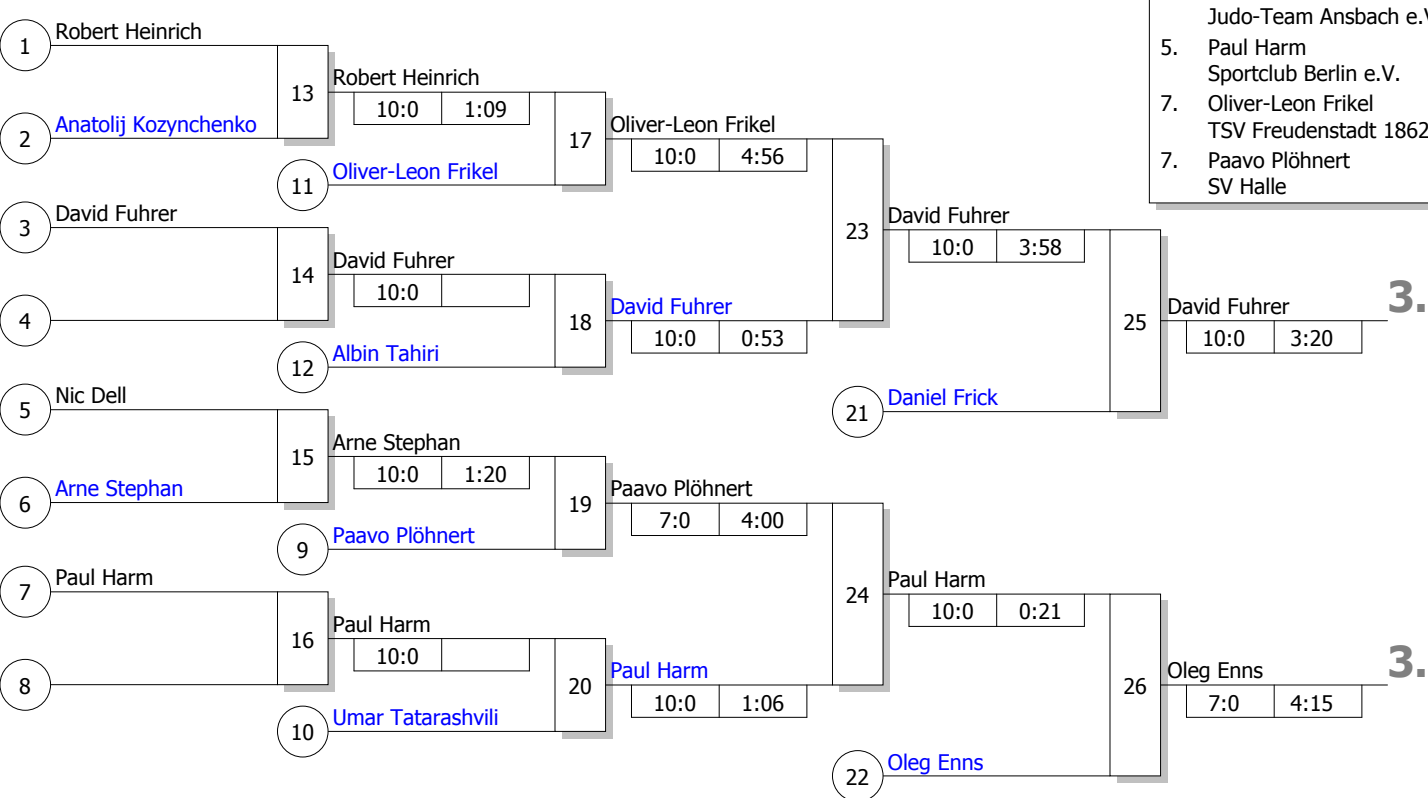 Judo-Team Ansbach e.V
5. Paul Harm
Sportclub Berlin e.V.
7. Oliver-Leon Frikel
TSV Freudenstadt 1862
7. Paavo Plöhnert
SV Halle
1 Robert Heinrich
13 Robert Heinrich
10:0 1:09
2 Anatolij Kozynchenko
17 Oliver-Leon Frikel
10:0 4:56
11 Oliver-Leon Frikel
3 David Fuhrer
23 David Fuhrer
10:0 3:58
14 David Fuhrer
10:0
4
18 David Fuhrer
10:0 0:53
12 Albin Tahiri
25 David Fuhrer 3.
10:0 3:20
5 Nic Dell
21 Daniel Frick
15 Arne Stephan
10:0 1:20
6 Arne Stephan
19 Paavo Plöhnert
7:0 4:00
9 Paavo Plöhnert
7 Paul Harm
24 Paul Harm
10:0 0:21
16 Paul Harm
10:0
8
20 Paul Harm
10:0 1:06
10 Umar Tatarashvili
26 Oleg Enns 3.
7:0 4:15
22 Oleg Enns